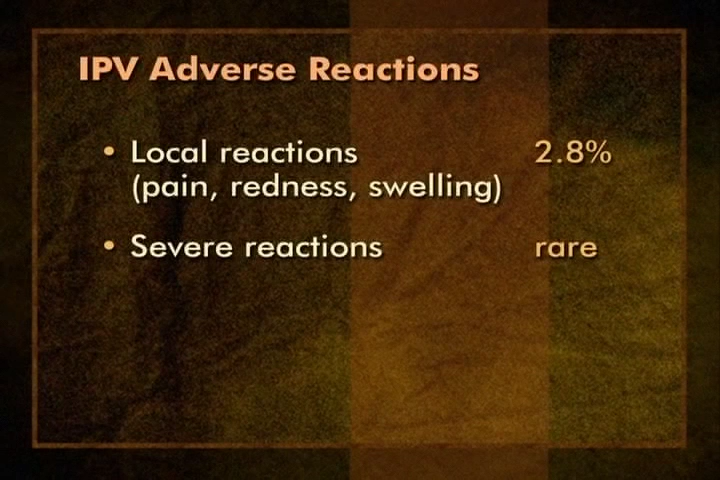 IPV Adverse Reactions
• Local reactions 2.8%
(pain, redness, swelling)
• Severe reactions rare